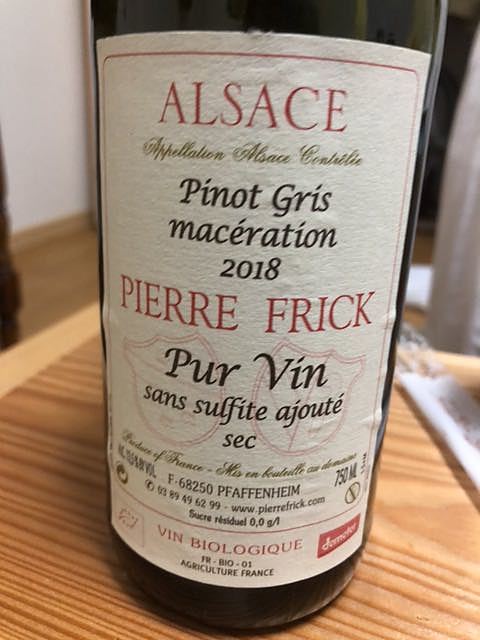 ALSACE
Appellation Alsace Contrôlée
Pinot Gris
macération
2018
PIERRE FRICK
Pur Vin
sans sulfite ajouté
sec
Produce of France - Mis en bouteille au domaine
F-68250 PFAFFENHEIM
750 ML
✆ 03 89 49 62 99 - www.pierrefrick.com
Sucre résiduel 0,0 g/l
VIN BIOLOGIQUE
demeter
FR - BIO - 01
AGRICULTURE FRANCE